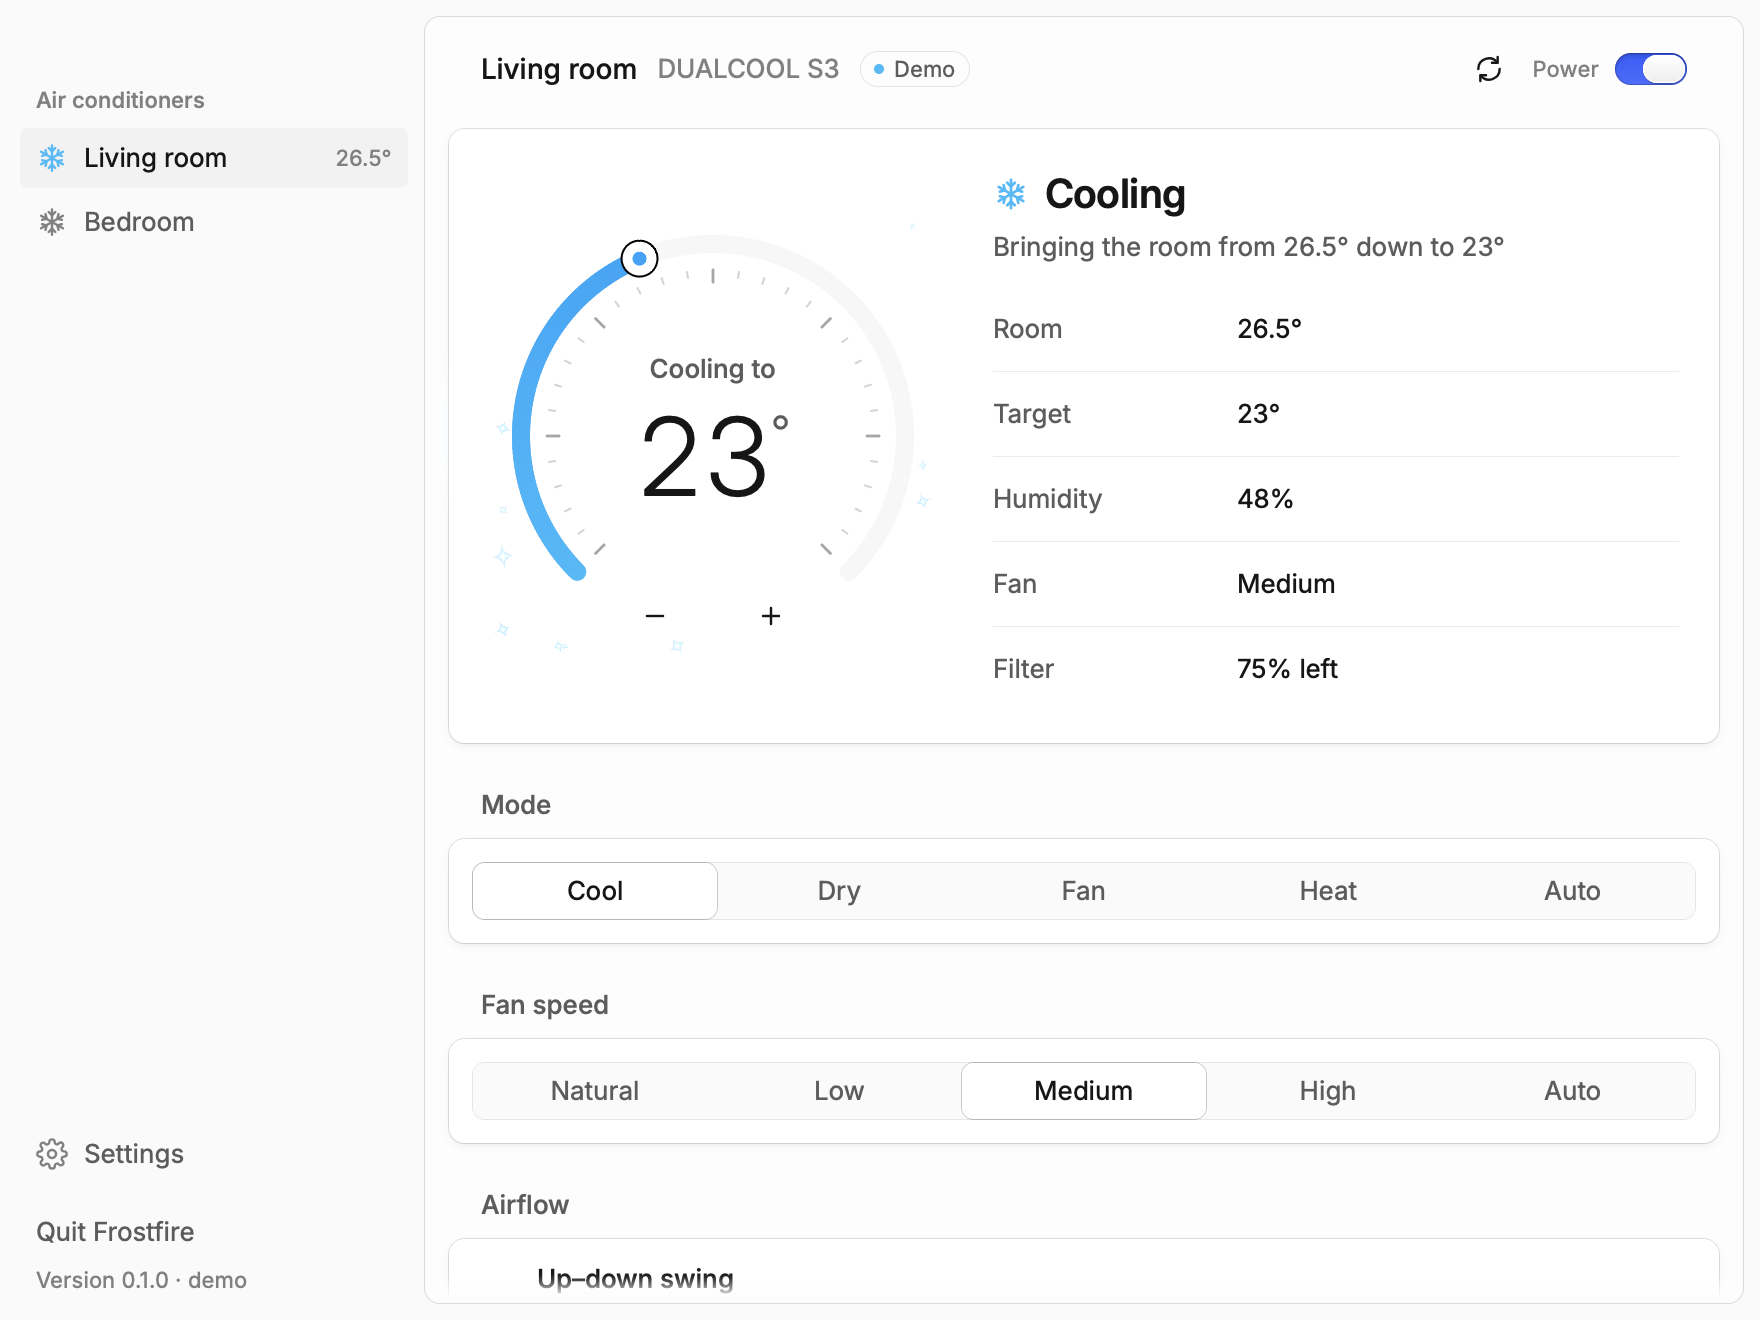 Air conditioners
Living room 26.5°
Bedroom
Settings
Quit Frostfire
Version 0.1.0 · demo
Living room DUALCOOL S3 Demo
Power
Cooling to
23°
− +
Cooling
Bringing the room from 26.5° down to 23°
Room 26.5°
Target 23°
Humidity 48%
Fan Medium
Filter 75% left
Mode
Cool Dry Fan Heat Auto
Fan speed
Natural Low Medium High Auto
Airflow
Up–down swing